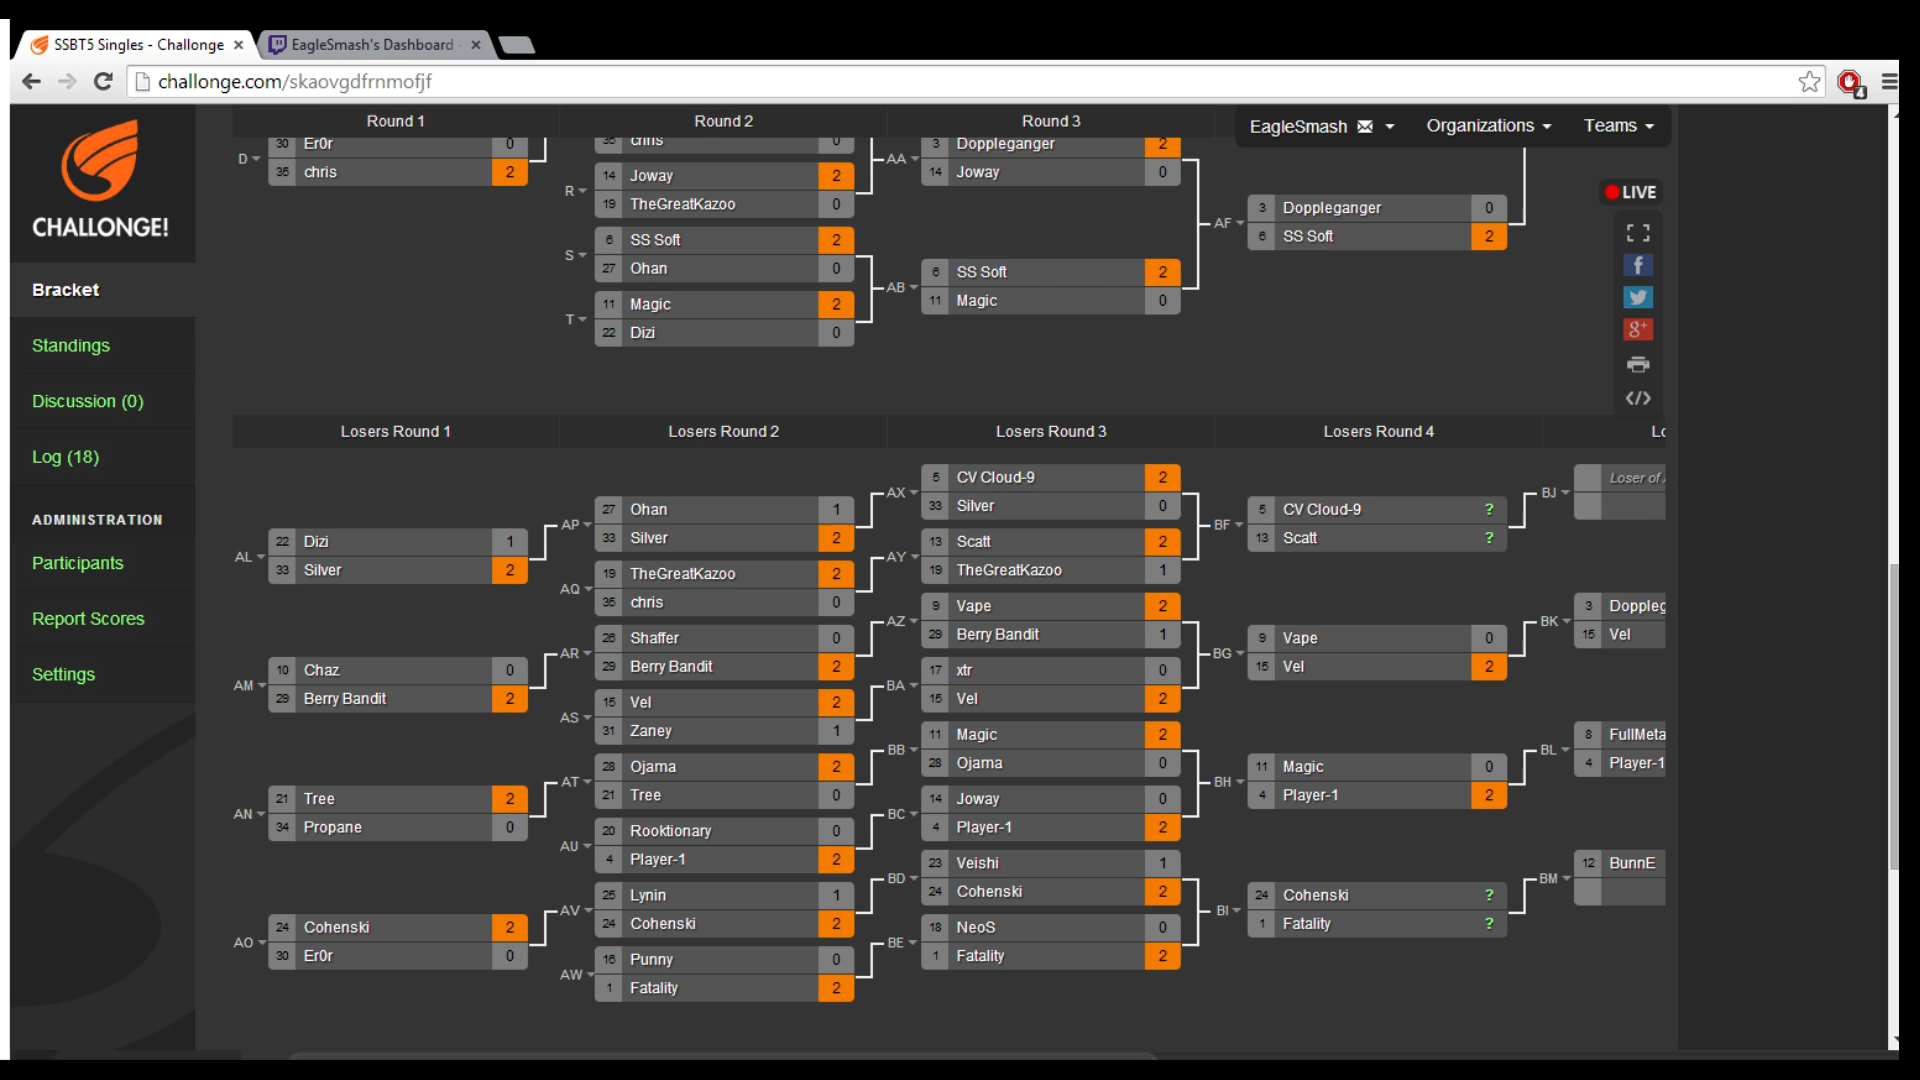 SSBT5 Singles - Challonge ×
EagleSmash's Dashboard - ×
challonge.com/skaovgdfrnmofjf
4
CHALLONGE!
Bracket
Standings
Discussion (0)
Log (18)
ADMINISTRATION
Participants
Report Scores
Settings
Round 1
Round 2
Round 3
EagleSmash
Organizations
Teams
LIVE
D
30 Er0r 0
35 chris 2
35 chris 0
R
14 Joway 2
19 TheGreatKazoo 0
S
6 SS Soft 2
27 Ohan 0
T
11 Magic 2
22 Dizi 0
AA
3 Doppleganger 2
14 Joway 0
AB
6 SS Soft 2
11 Magic 0
AF
3 Doppleganger 0
6 SS Soft 2
f
g+
</>
Losers Round 1
Losers Round 2
Losers Round 3
Losers Round 4
Lo
AL
22 Dizi 1
33 Silver 2
AM
10 Chaz 0
29 Berry Bandit 2
AN
21 Tree 2
34 Propane 0
AO
24 Cohenski 2
30 Er0r 0
AP
27 Ohan 1
33 Silver 2
AQ
19 TheGreatKazoo 2
35 chris 0
AR
26 Shaffer 0
29 Berry Bandit 2
AS
15 Vel 2
31 Zaney 1
AT
28 Ojama 2
21 Tree 0
AU
20 Rooktionary 0
4 Player-1 2
AV
25 Lynin 1
24 Cohenski 2
AW
16 Punny 0
1 Fatality 2
AX
5 CV Cloud-9 2
33 Silver 0
AY
13 Scatt 2
19 TheGreatKazoo 1
AZ
9 Vape 2
29 Berry Bandit 1
BA
17 xtr 0
15 Vel 2
BB
11 Magic 2
28 Ojama 0
BC
14 Joway 0
4 Player-1 2
BD
23 Veishi 1
24 Cohenski 2
BE
18 NeoS 0
1 Fatality 2
BF
5 CV Cloud-9 ?
13 Scatt ?
BG
9 Vape 0
15 Vel 2
BH
11 Magic 0
4 Player-1 2
BI
24 Cohenski ?
1 Fatality ?
BJ
Loser of
BK
3 Doppleg
15 Vel
BL
8 FullMeta
4 Player-1
BM
12 BunnE